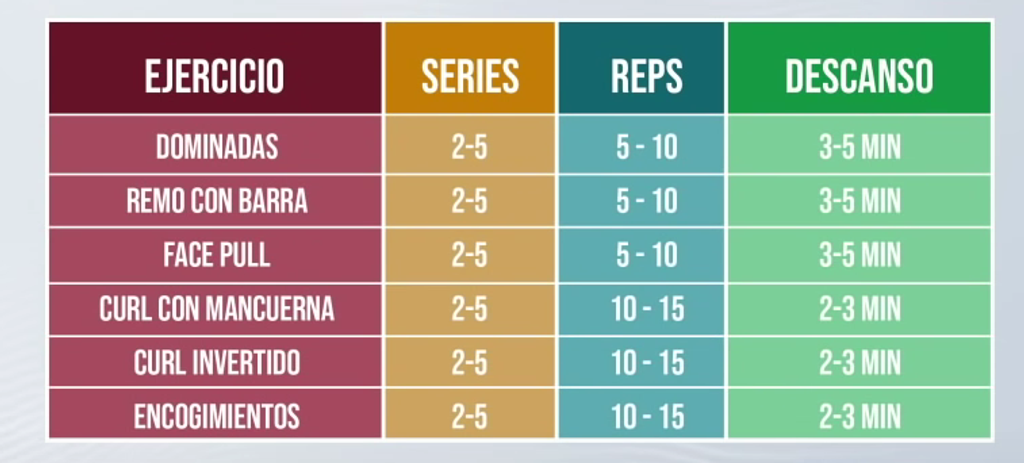 EJERCICIO SERIES REPS DESCANSO
DOMINADAS 2-5 5 - 10 3-5 MIN
REMO CON BARRA 2-5 5 - 10 3-5 MIN
FACE PULL 2-5 5 - 10 3-5 MIN
CURL CON MANCUERNA 2-5 10 - 15 2-3 MIN
CURL INVERTIDO 2-5 10 - 15 2-3 MIN
ENCOGIMIENTOS 2-5 10 - 15 2-3 MIN